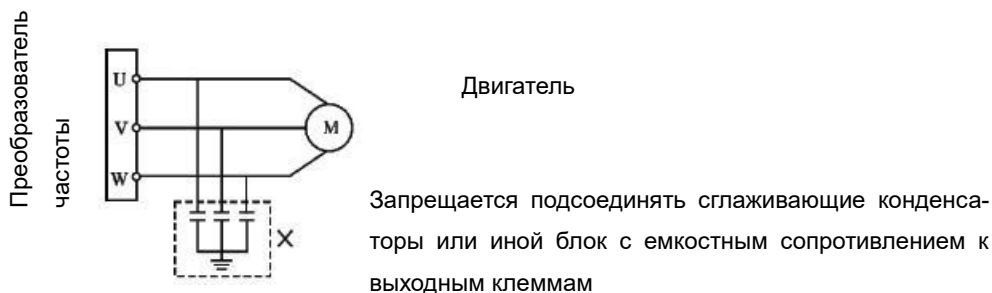 Преобразователь
частоты
U
V
W
M
X
Двигатель
Запрещается подсоединять сглаживающие конденса-
торы или иной блок с емкостным сопротивлением к
выходным клеммам